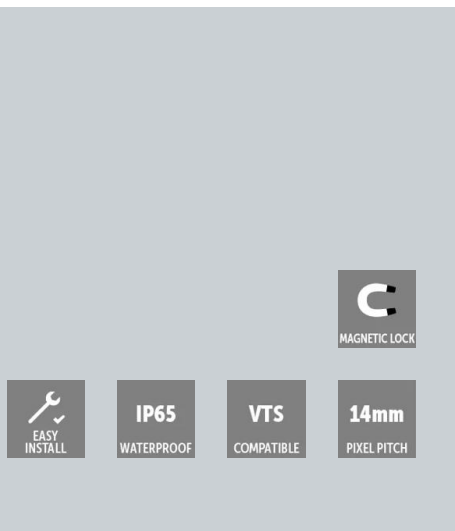 MAGNETIC LOCK
EASY
INSTALL
IP65
WATERPROOF
VTS
COMPATIBLE
14mm
PIXEL PITCH